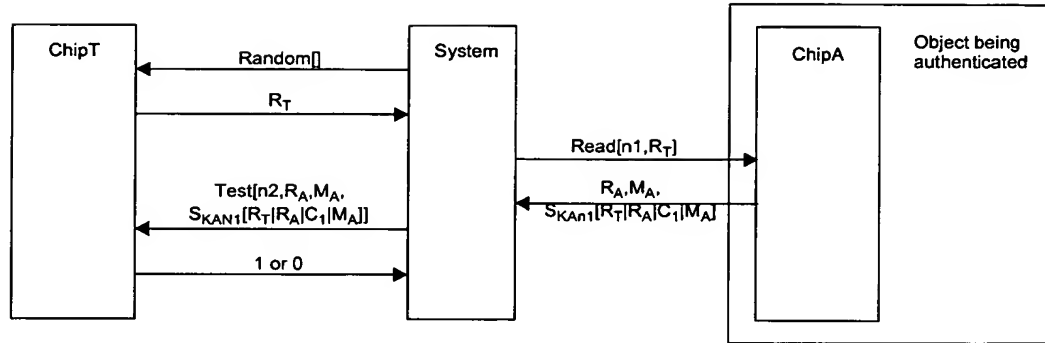 ChipT
System
ChipA
Object being
authenticated
Random[]
R_T
Read[n1,R_T]
Test[n2,R_A,M_A,
S_KAN1[R_T|R_A|C_1|M_A]]
R_A,M_A,
S_KAn1[R_T|R_A|C_1|M_A]
1 or 0